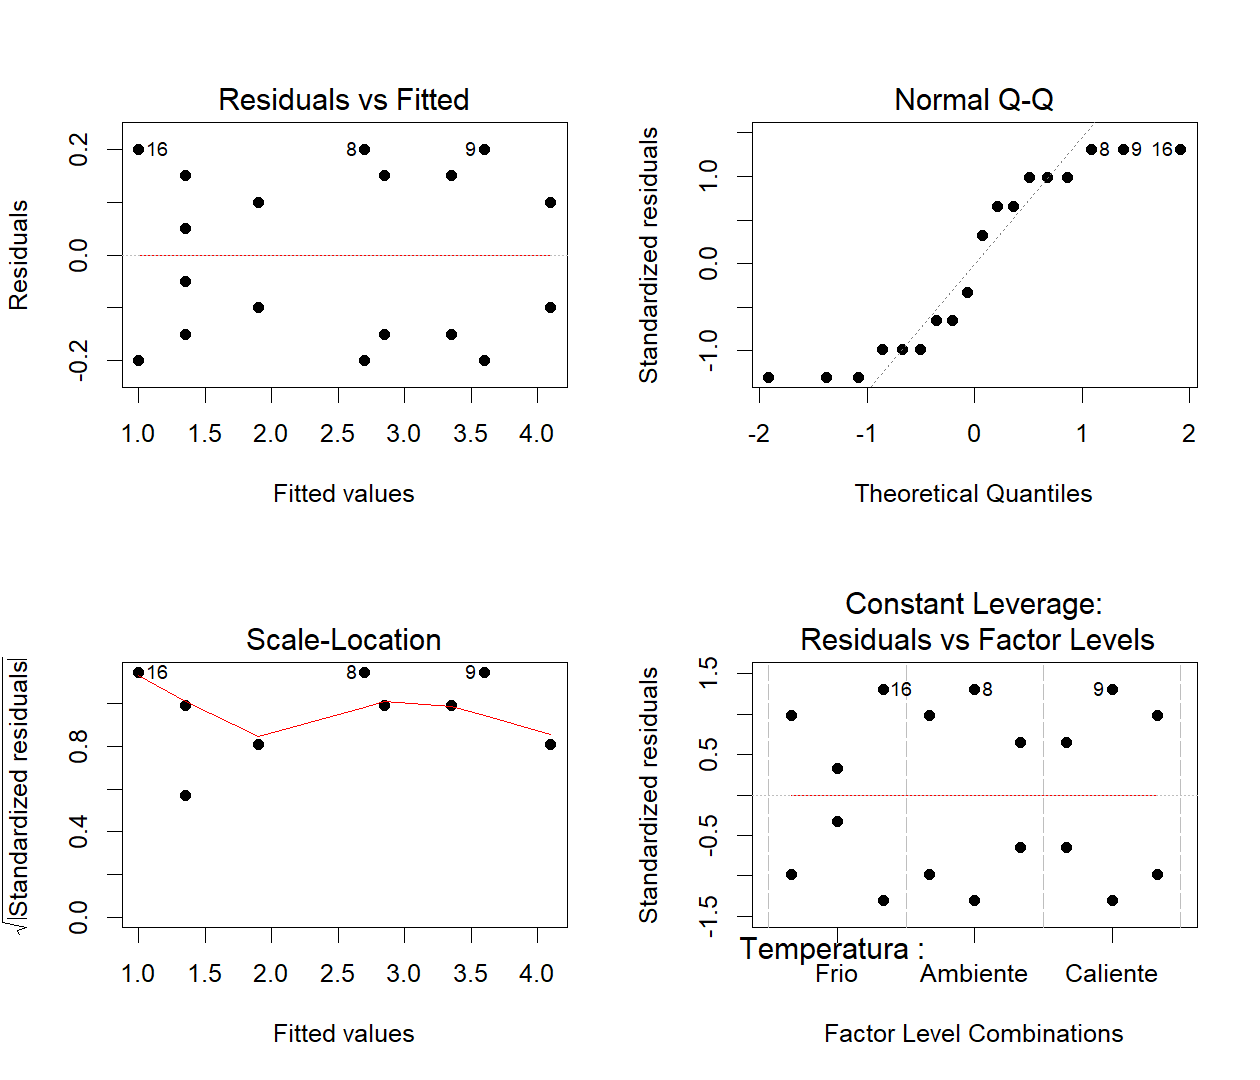 Residuals vs Fitted
Residuals
0.2
0.0
-0.2
16
8
9
1.0 1.5 2.0 2.5 3.0 3.5 4.0
Fitted values
Normal Q-Q
Standardized residuals
1.0
0.0
-1.0
8
9
16
-2 -1 0 1 2
Theoretical Quantiles
Scale-Location
√|Standardized residuals|
0.8
0.4
0.0
16
8
9
1.0 1.5 2.0 2.5 3.0 3.5 4.0
Fitted values
Constant Leverage:
Residuals vs Factor Levels
Standardized residuals
1.5
0.5
-0.5
-1.5
16
8
9
Temperatura :
Frio Ambiente Caliente
Factor Level Combinations